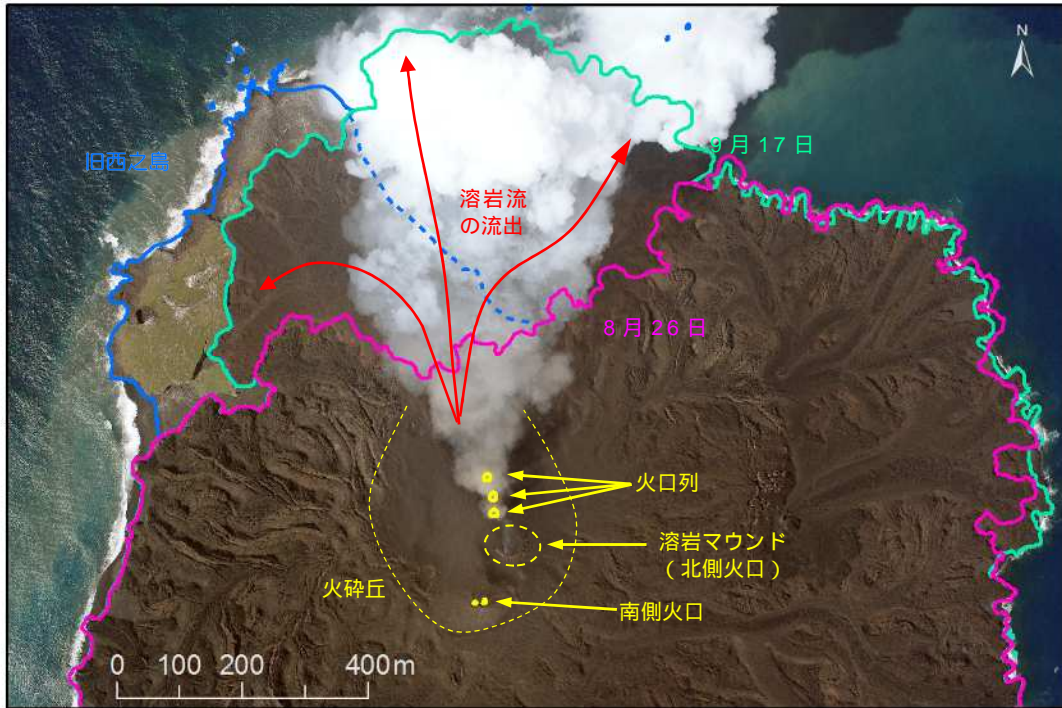 N
9月17日
旧西之島
溶岩流
の流出
8月26日
火口列
溶岩マウンド
(北側火口)
火砕丘
南側火口
0 100 200 400m